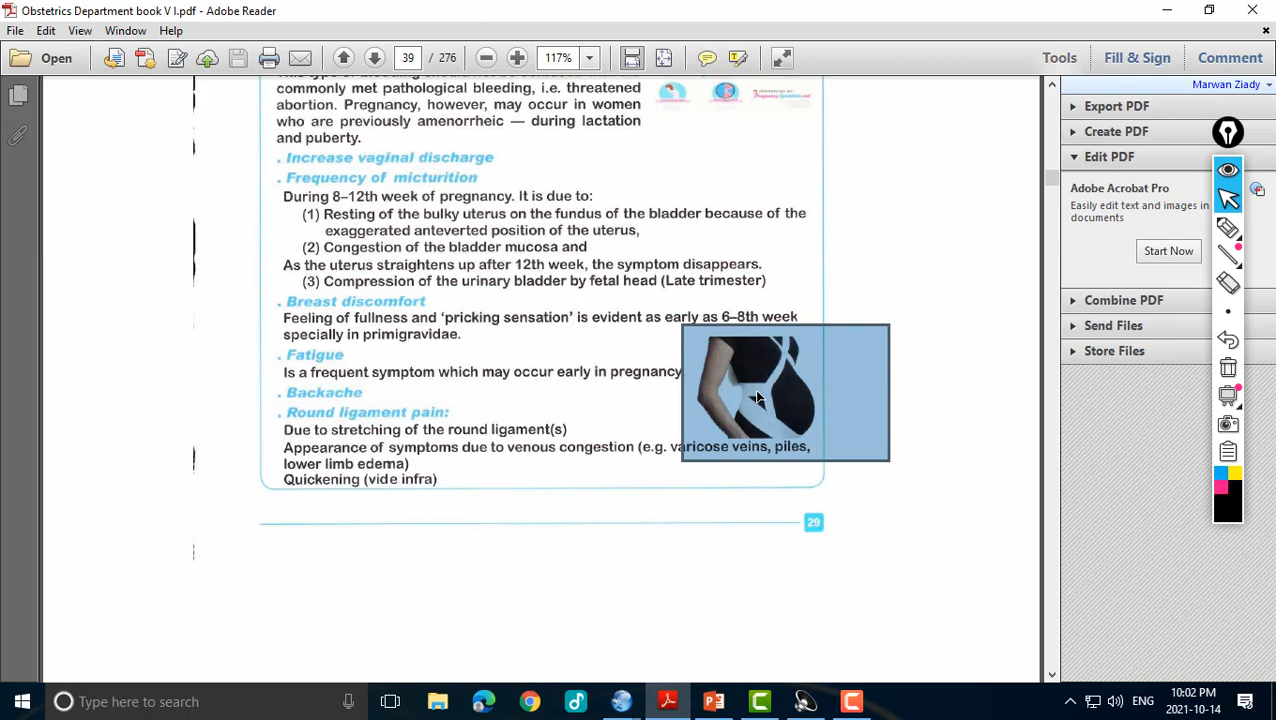 Obstetrics Department book V I.pdf - Adobe Reader
File Edit View Window Help
Open 39 / 276 117% Tools Fill & Sign Comment
Marwan Ziady
commonly met pathological bleeding, i.e. threatened
abortion. Pregnancy, however, may occur in women
who are previously amenorrheic — during lactation
and puberty.
. Increase vaginal discharge
. Frequency of micturition
During 8–12th week of pregnancy. It is due to:
(1) Resting of the bulky uterus on the fundus of the bladder because of the
exaggerated anteverted position of the uterus,
(2) Congestion of the bladder mucosa and
As the uterus straightens up after 12th week, the symptom disappears.
(3) Compression of the urinary bladder by fetal head (Late trimester)
. Breast discomfort
Feeling of fullness and ‘pricking sensation’ is evident as early as 6–8th week
specially in primigravidae.
. Fatigue
Is a frequent symptom which may occur early in pregnancy
. Backache
. Round ligament pain:
Due to stretching of the round ligament(s)
Appearance of symptoms due to venous congestion (e.g. varicose veins, piles,
lower limb edema)
Quickening (vide infra)
29
Export PDF
Create PDF
Edit PDF
Adobe Acrobat Pro
Easily edit text and images in
documents
Start Now
Combine PDF
Send Files
Store Files
Type here to search
ENG
10:02 PM
2021-10-14